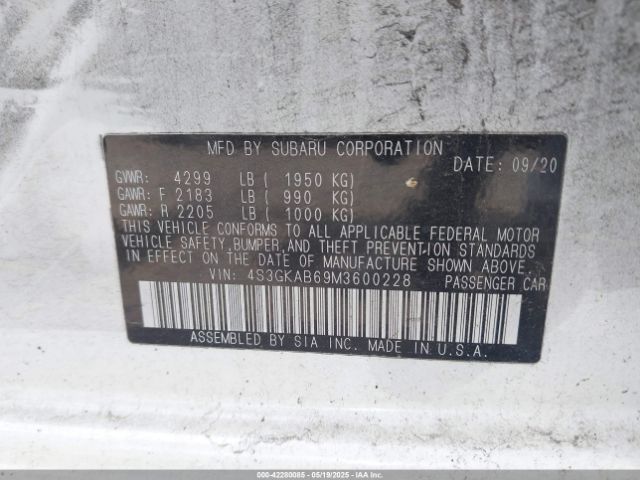 MFD BY SUBARU CORPORATION
DATE: 09/20
GVWR: 4299 LB ( 1950 KG)
GAWR: F 2183 LB ( 990 KG)
GAWR: R 2205 LB ( 1000 KG)
THIS VEHICLE CONFORMS TO ALL APPLICABLE FEDERAL MOTOR
VEHICLE SAFETY, BUMPER, AND THEFT PREVENTION STANDARDS
IN EFFECT ON THE DATE OF MANUFACTURE SHOWN ABOVE.
VIN: 4S3GKAB69M3600228 PASSENGER CAR
ASSEMBLED BY SIA INC. MADE IN U.S.A.
000-42280085 - 05/19/2025 - IAAI.COM